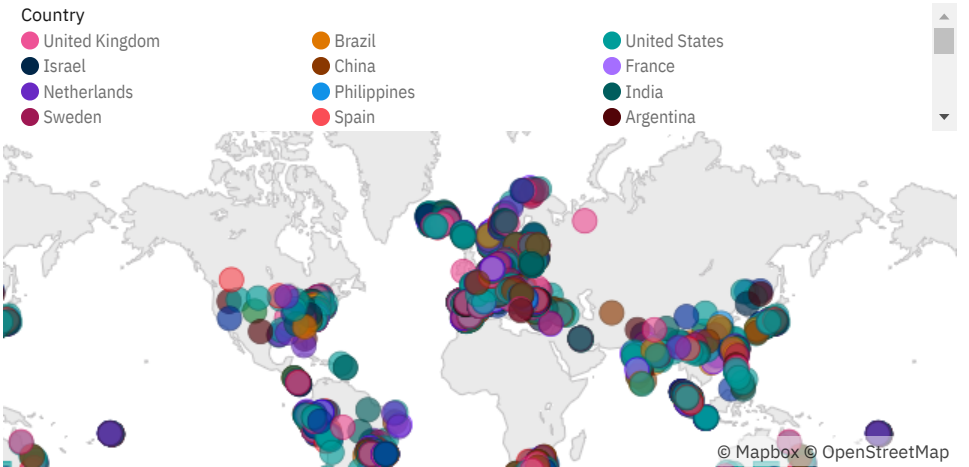 Country
United Kingdom Brazil United States
Israel China France
Netherlands Philippines India
Sweden Spain Argentina
© Mapbox © OpenStreetMap